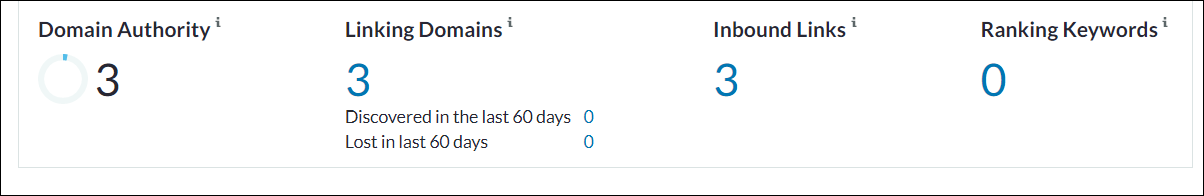 Domain Authority i
Linking Domains i
Inbound Links i
Ranking Keywords i
3
3
3
0
Discovered in the last 60 days 0
Lost in last 60 days 0